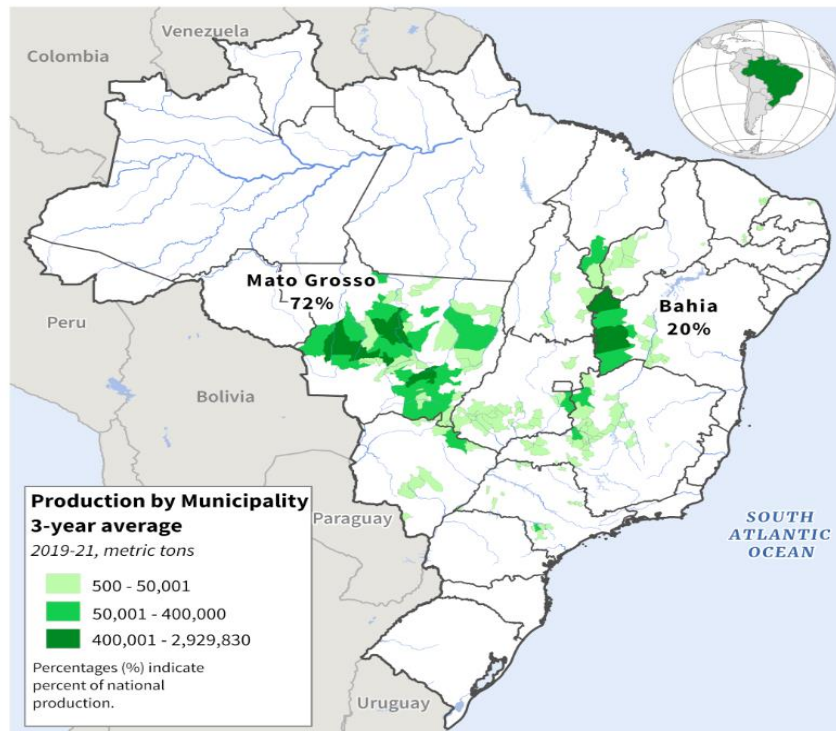 Colombia
Venezuela
Mato Grosso
72%
Bahia
20%
Peru
Bolivia
Paraguay
Uruguay
SOUTH
ATLANTIC
OCEAN
Production by Municipality
3-year average
2019-21, metric tons
500 - 50,001
50,001 - 400,000
400,001 - 2,929,830
Percentages (%) indicate
percent of national
production.